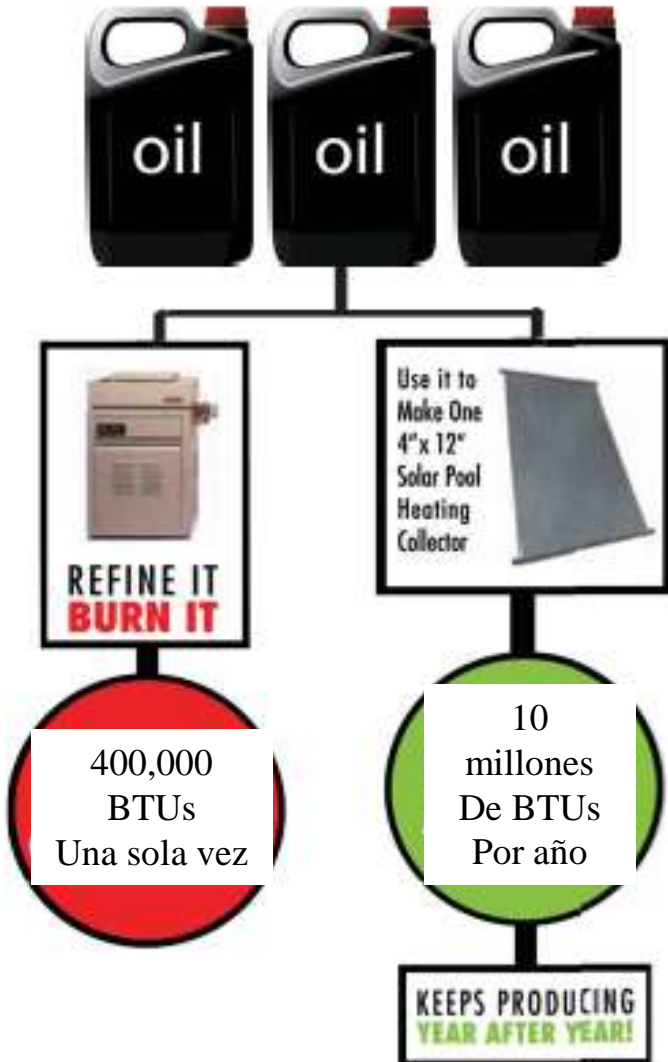 oil
oil
oil
REFINE IT
BURN IT
400,000
BTUs
Una sola vez
Use it to
Make One
4"x 12"
Solar Pool
Heating
Collector
10
millones
De BTUs
Por año
KEEPS PRODUCING
YEAR AFTER YEAR!